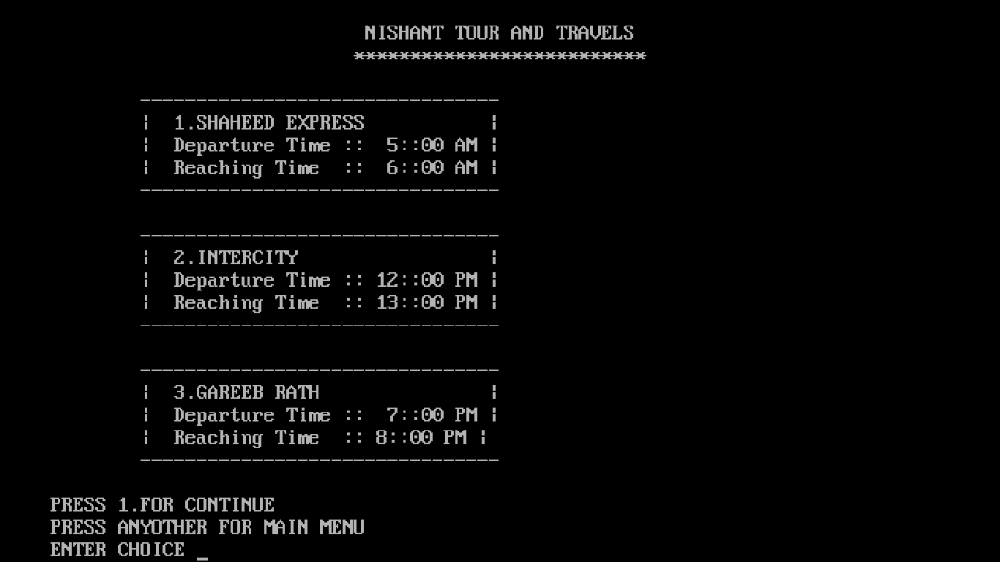 NISHANT TOUR AND TRAVELS
**************************
--------------------------------
|  1.SHAHEED EXPRESS           |
|  Departure Time ::  5::00 AM |
|  Reaching Time  ::  6::00 AM |
--------------------------------
--------------------------------
|  2.INTERCITY                 |
|  Departure Time :: 12::00 PM |
|  Reaching Time  :: 13::00 PM |
--------------------------------
--------------------------------
|  3.GAREEB RATH               |
|  Departure Time ::  7::00 PM |
|  Reaching Time  :: 8::00 PM |
--------------------------------
PRESS 1.FOR CONTINUE
PRESS ANYOTHER FOR MAIN MENU
ENTER CHOICE _